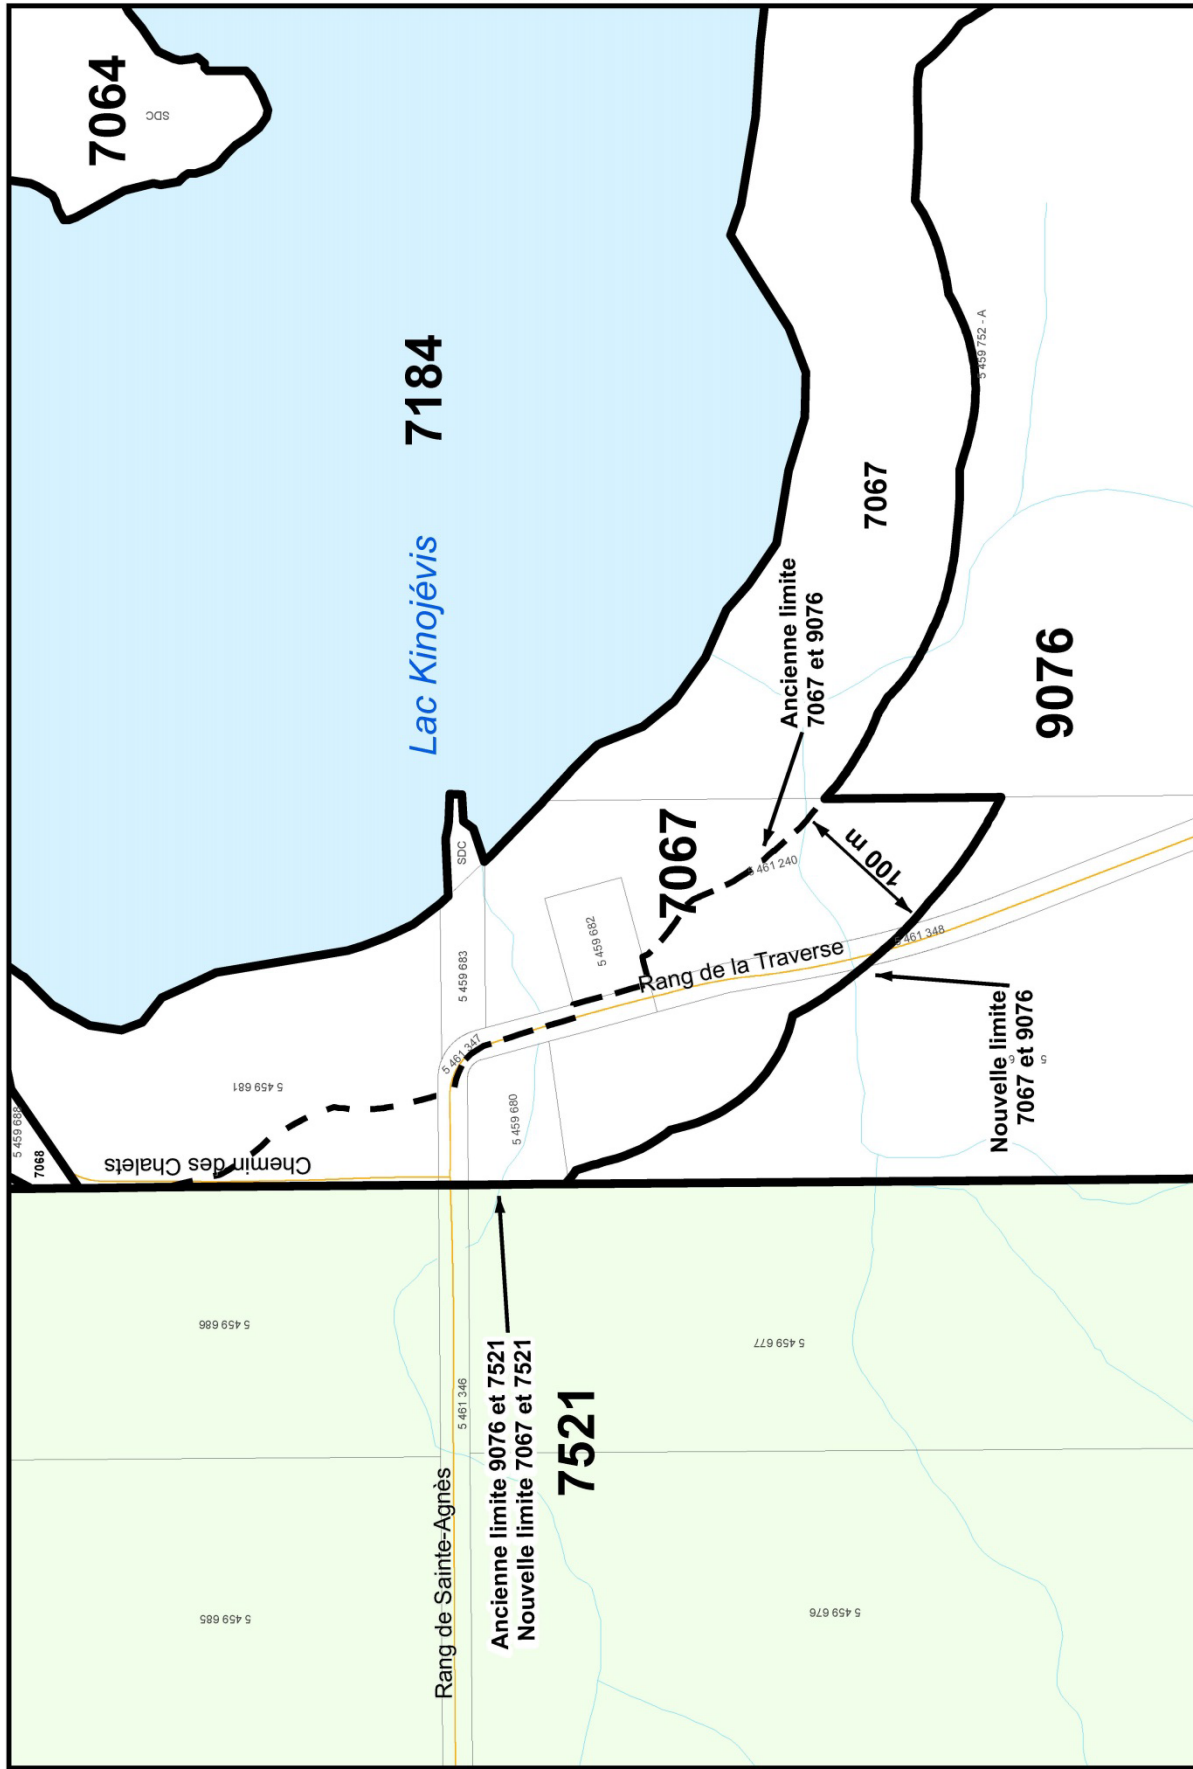 7064
SDC
7184
Lac Kinojévis
5 459 752 - A
7067
Ancienne limite
7067 et 9076
9076
SDC
7067
5 461 240
100 m
5 459 682
5 459 683
Rang de la Traverse
5 461 348
5 461 347
Nouvelle limite
7067 et 9076
5 459 681
5 459 680
5 459 688
7068
Chemin des Chalets
5 459 686
5 459 677
Ancienne limite 9076 et 7521
Nouvelle limite 7067 et 7521
5 461 346
7521
Rang de Sainte-Agnès
5 459 685
5 459 676